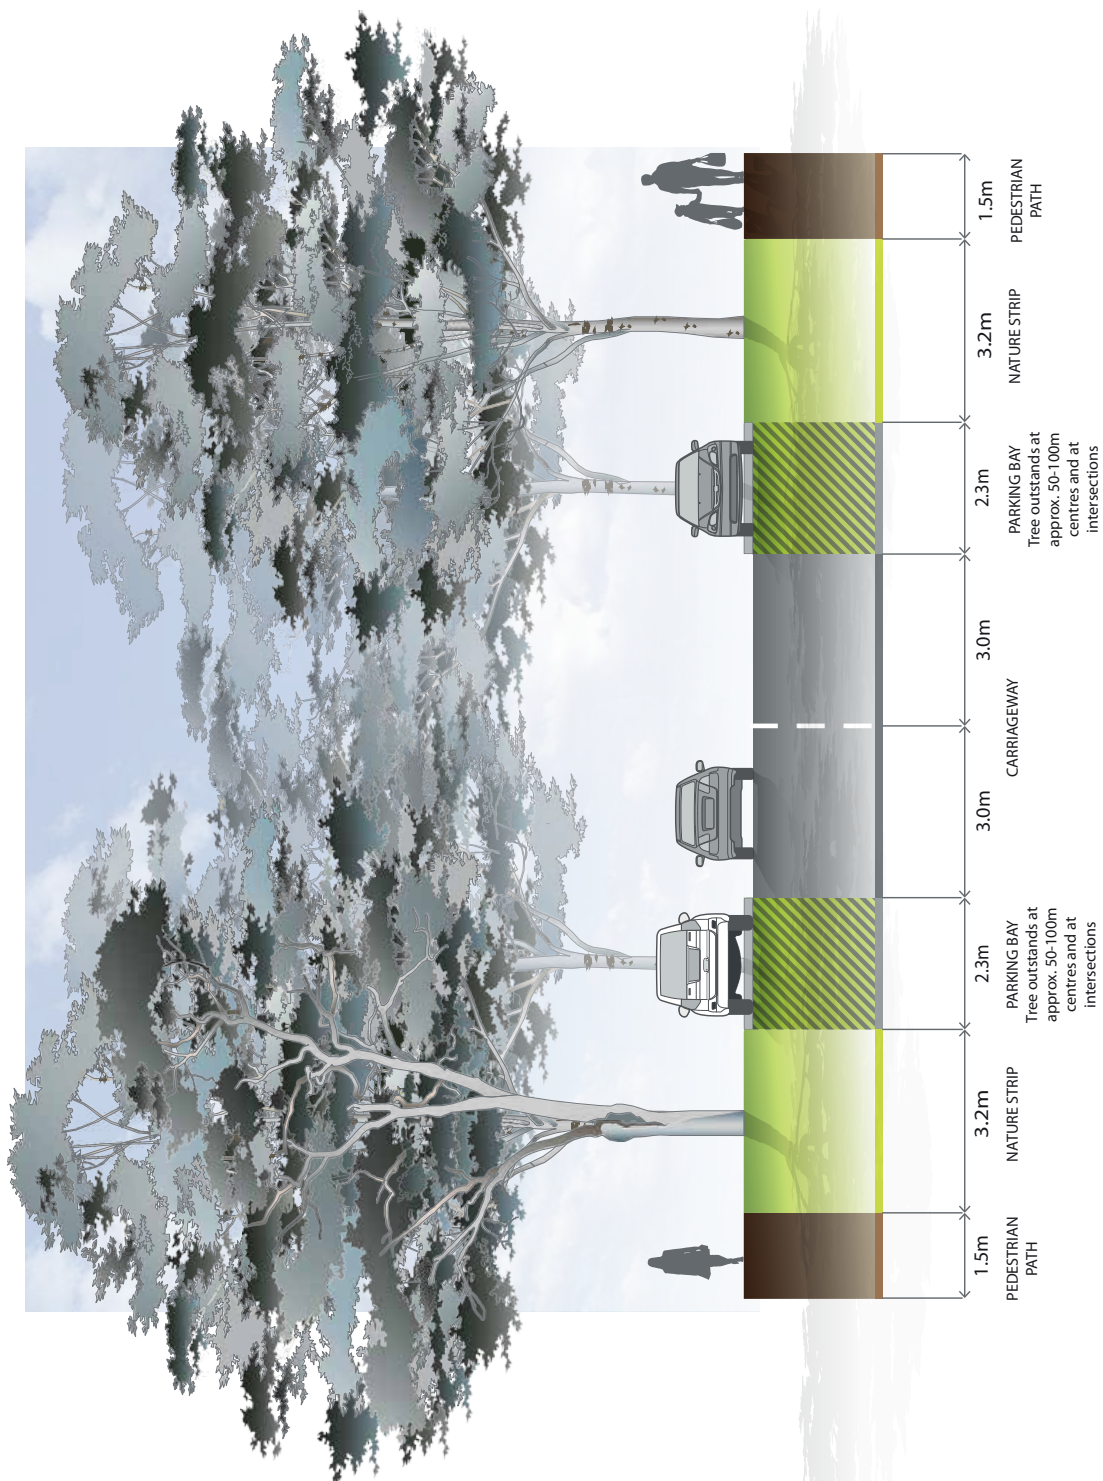 1.5m
PEDESTRIAN
PATH
3.2m
NATURE STRIP
2.3m
PARKING BAY
Tree outstands at
approx. 50-100m
centres and at
intersections
3.0m
CARRIAGEWAY
3.0m
2.3m
PARKING BAY
Tree outstands at
approx. 50-100m
centres and at
intersections
3.2m
NATURE STRIP
1.5m
PEDESTRIAN
PATH